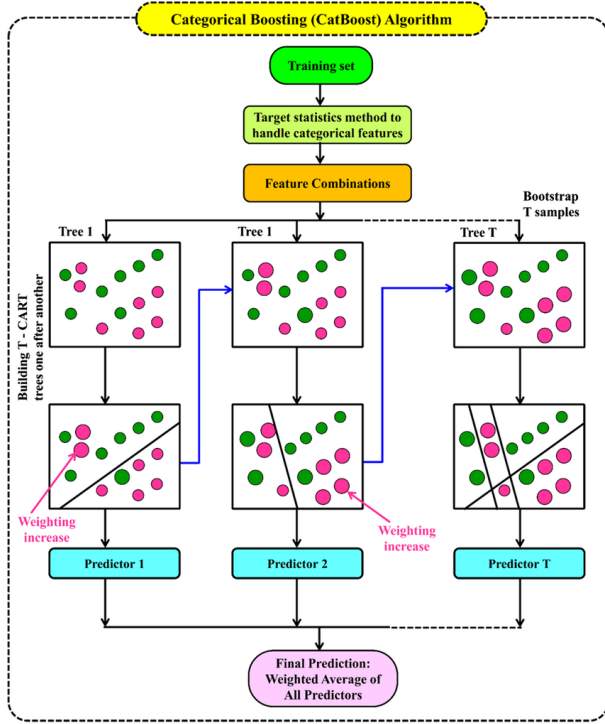 Categorical Boosting (CatBoost) Algorithm
Training set
Target statistics method to
handle categorical features
Feature Combinations
Bootstrap
T samples
Tree 1
Tree 1
Tree T
Building T - CART
trees one after another
Weighting
increase
Weighting
increase
Predictor 1
Predictor 2
Predictor T
Final Prediction:
Weighted Average of
All Predictors